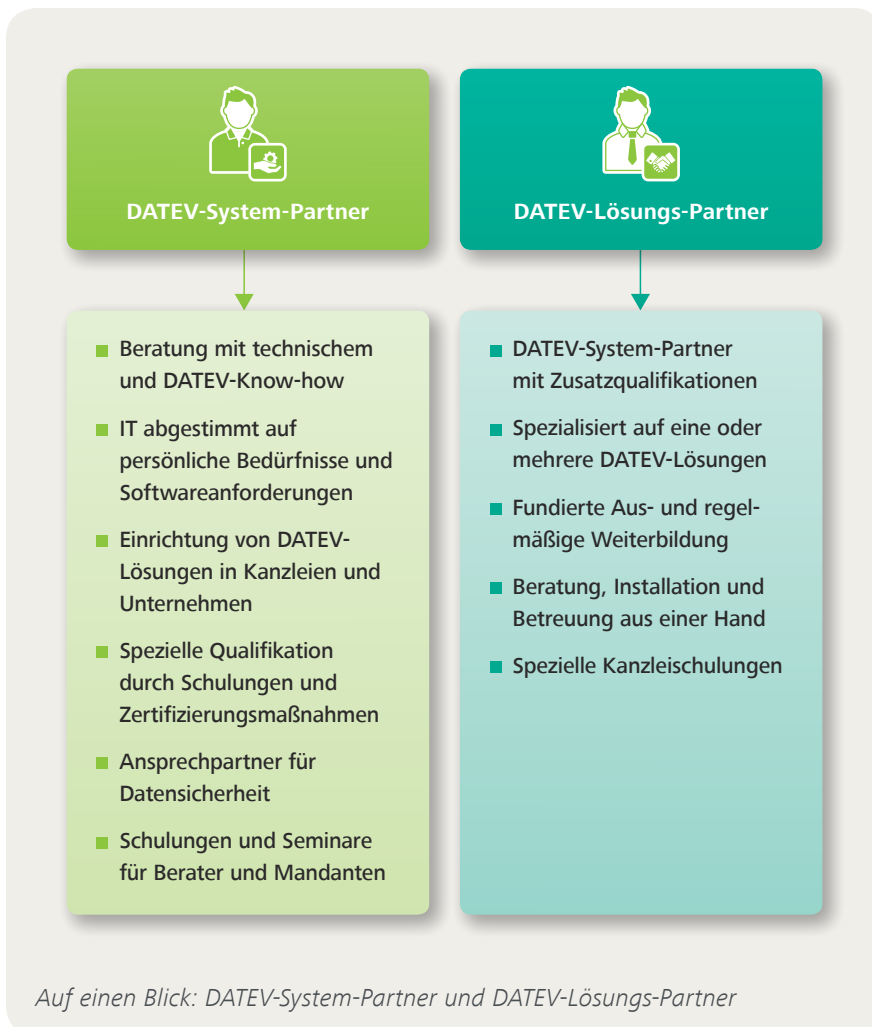 DATEV-System-Partner
Beratung mit technischem
und DATEV-Know-how
IT abgestimmt auf
persönliche Bedürfnisse und
Softwareanforderungen
Einrichtung von DATEV-
Lösungen in Kanzleien und
Unternehmen
Spezielle Qualifikation
durch Schulungen und
Zertifizierungsmaßnahmen
Ansprechpartner für
Datensicherheit
Schulungen und Seminare
für Berater und Mandanten
DATEV-Lösungs-Partner
DATEV-System-Partner
mit Zusatzqualifikationen
Spezialisiert auf eine oder
mehrere DATEV-Lösungen
Fundierte Aus- und regel-
mäßige Weiterbildung
Beratung, Installation und
Betreuung aus einer Hand
Spezielle Kanzleischulungen
Auf einen Blick: DATEV-System-Partner und DATEV-Lösungs-Partner